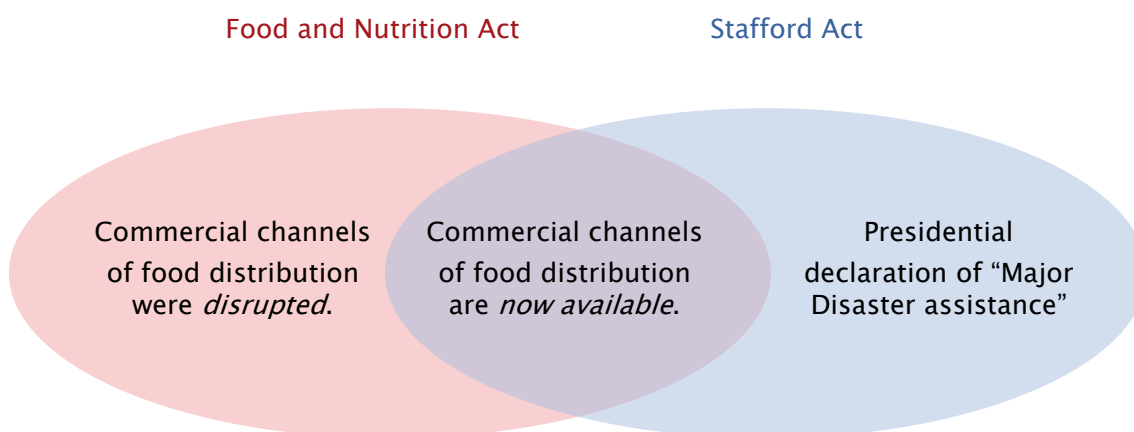 Food and Nutrition Act
Stafford Act
Commercial channels
of food distribution
were disrupted.
Commercial channels
of food distribution
are now available.
Presidential
declaration of “Major
Disaster assistance”